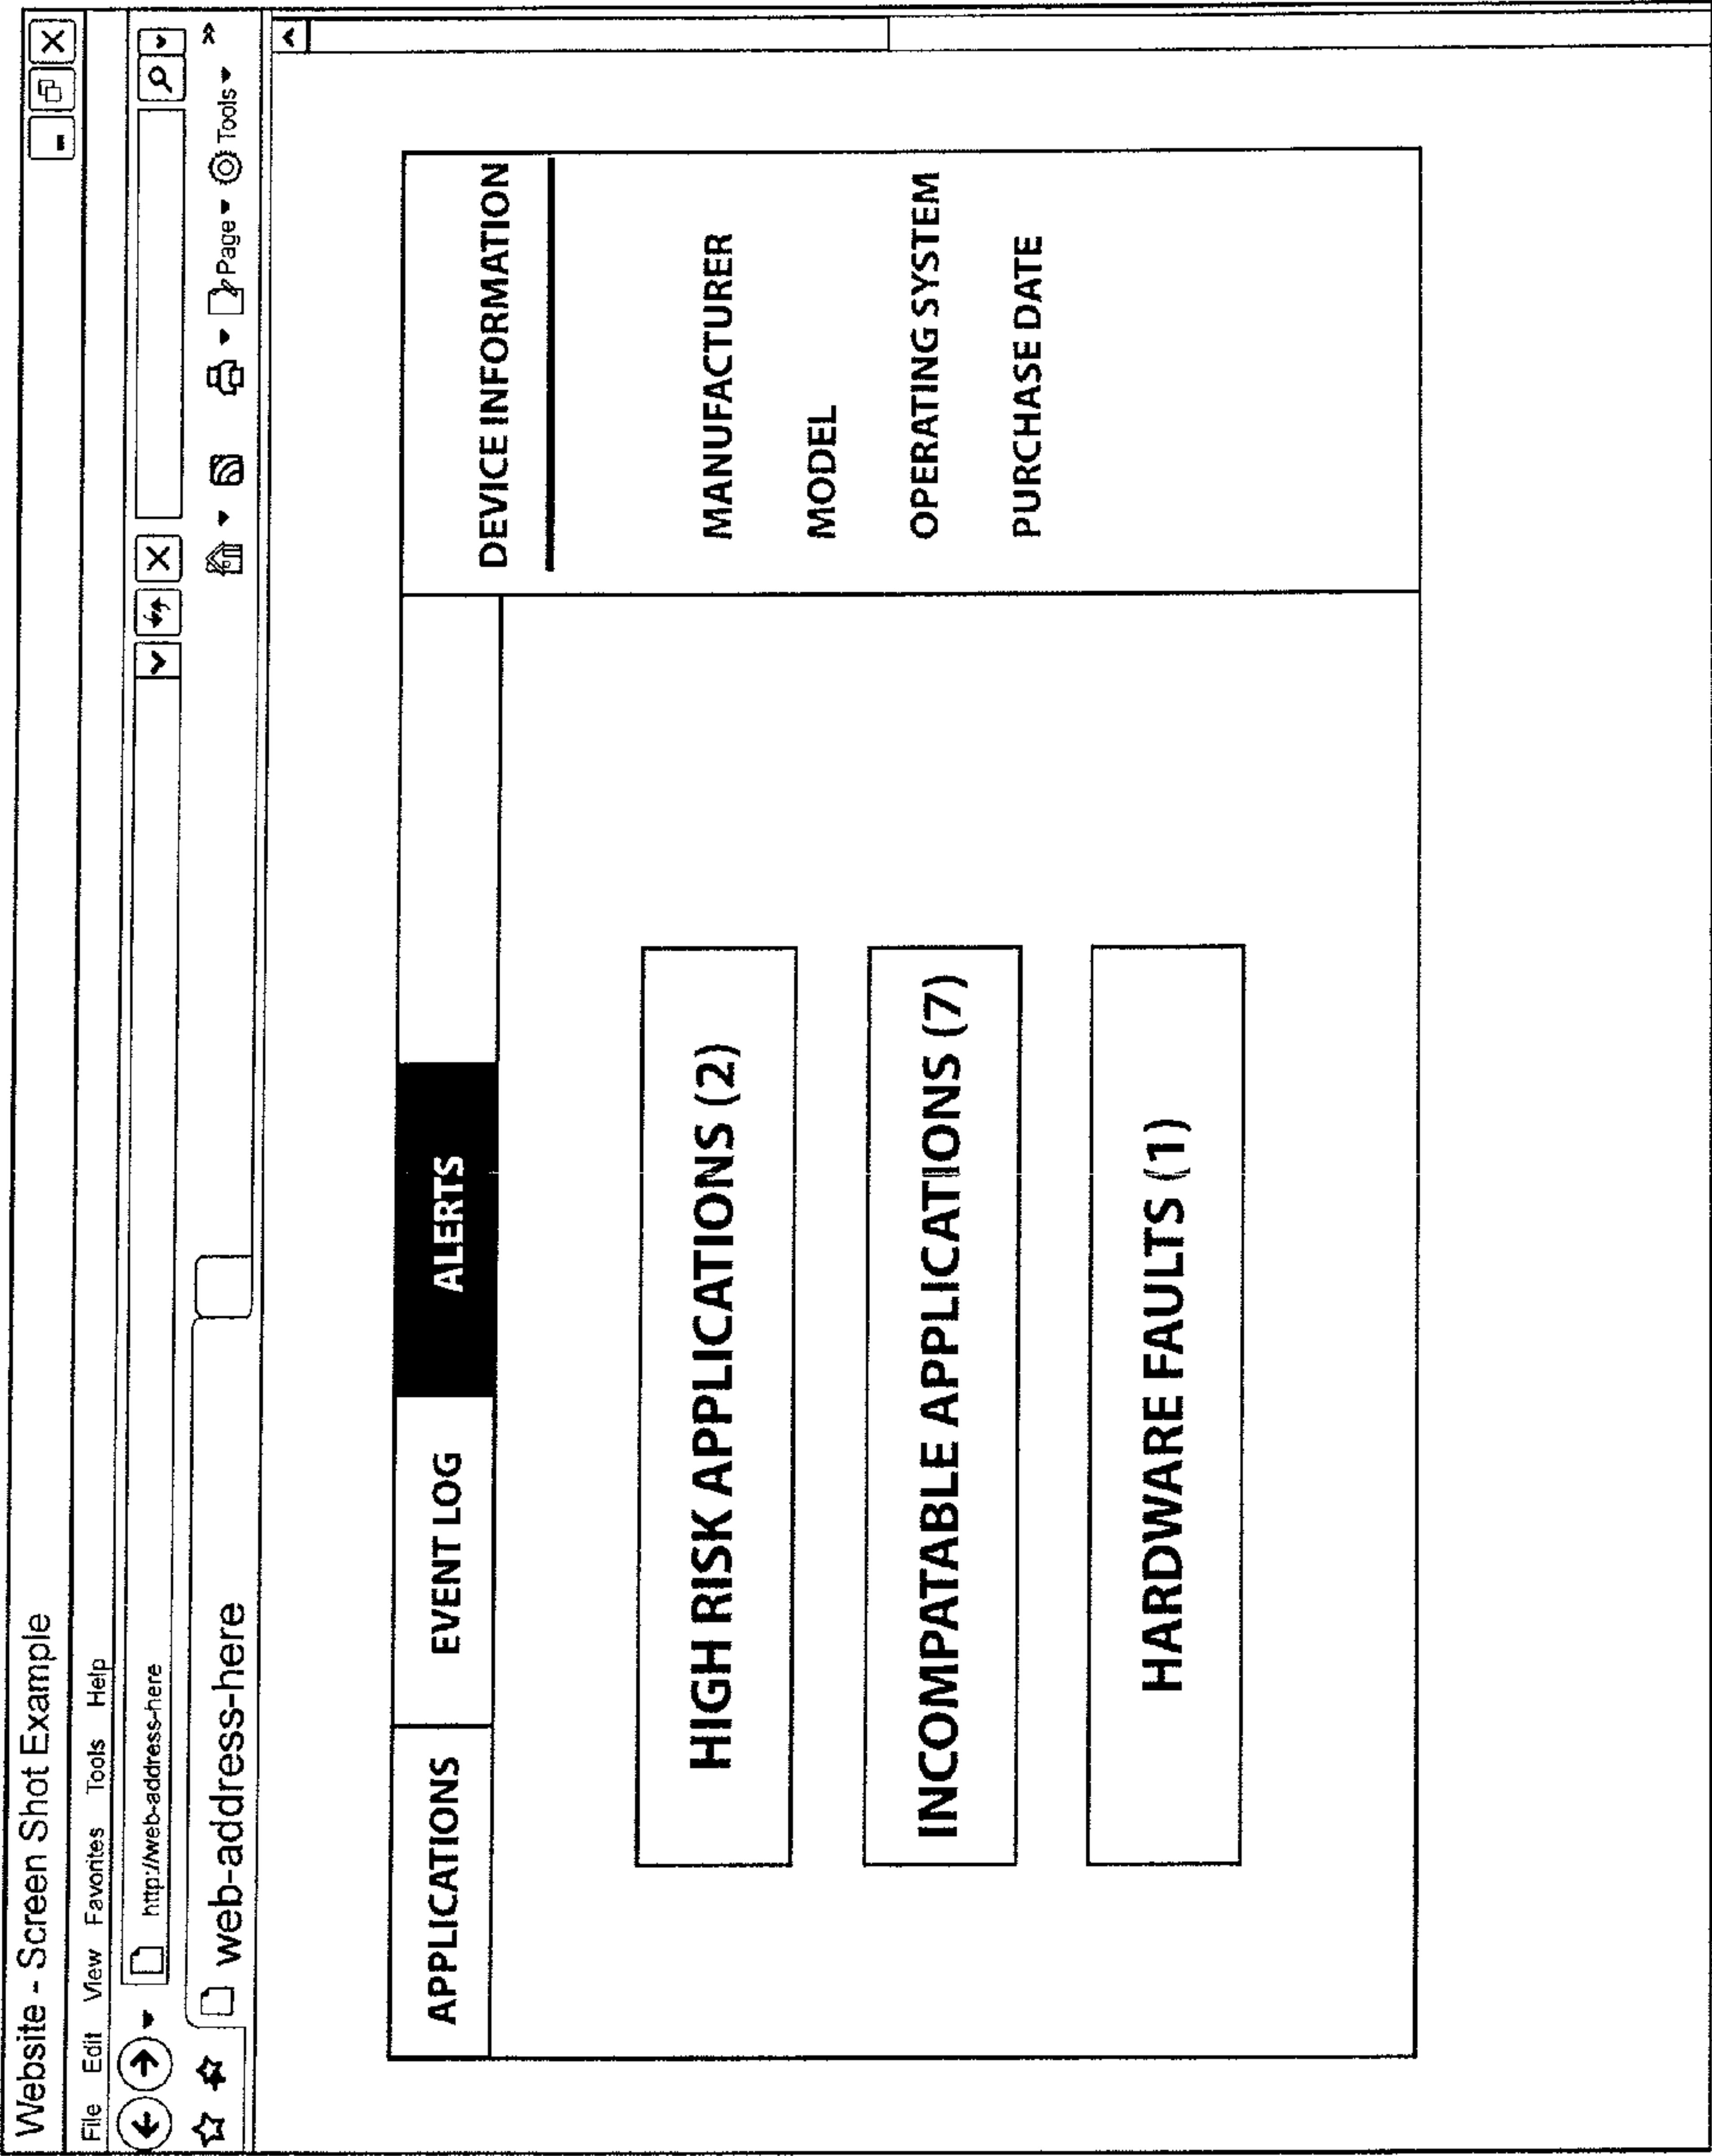 Website - Screen Shot Example
File Edit View Favorites Tools Help
http://web-address-here
web-address-here
Page Tools
APPLICATIONS EVENT LOG ALERTS
DEVICE INFORMATION
HIGH RISK APPLICATIONS (2)
MANUFACTURER
MODEL
INCOMPATABLE APPLICATIONS (7)
OPERATING SYSTEM
PURCHASE DATE
HARDWARE FAULTS (1)